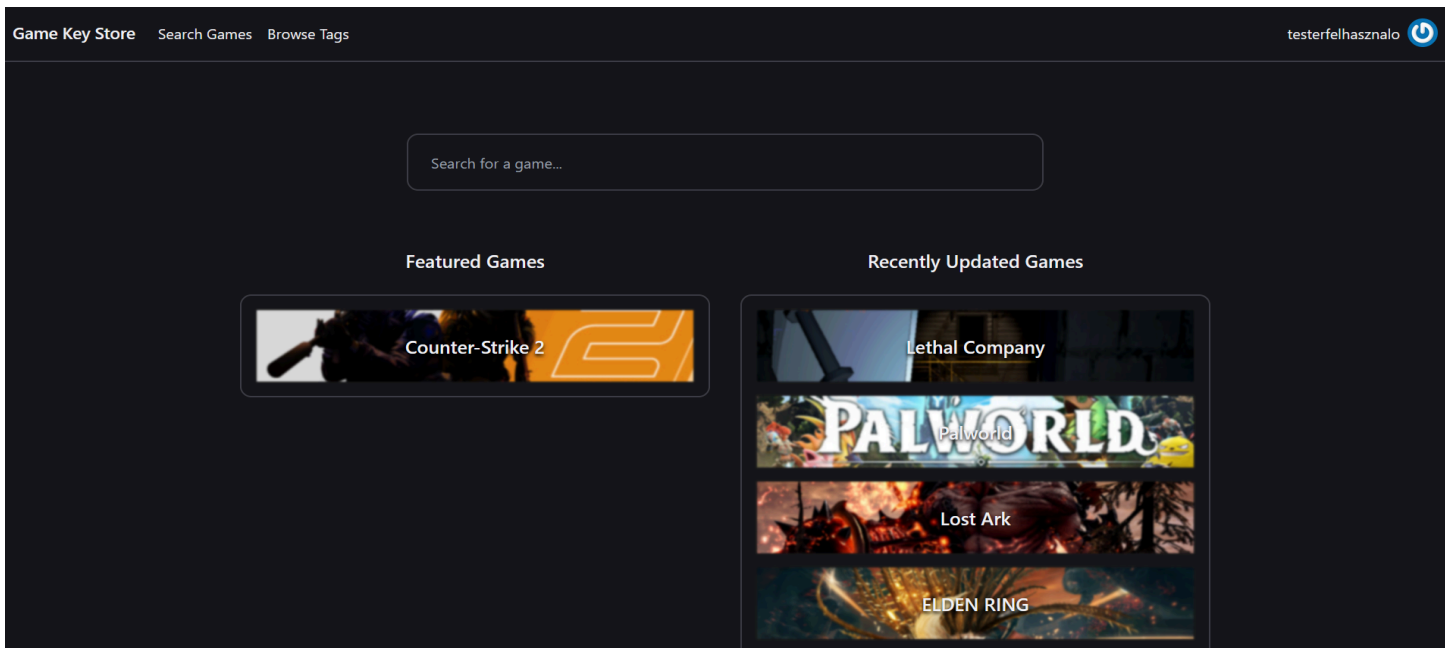 Game Key Store Search Games Browse Tags testerfelhasznalo
Search for a game...
Featured Games
Counter-Strike 2
Recently Updated Games
Lethal Company
PALWORLD
Palworld
Lost Ark
ELDEN RING